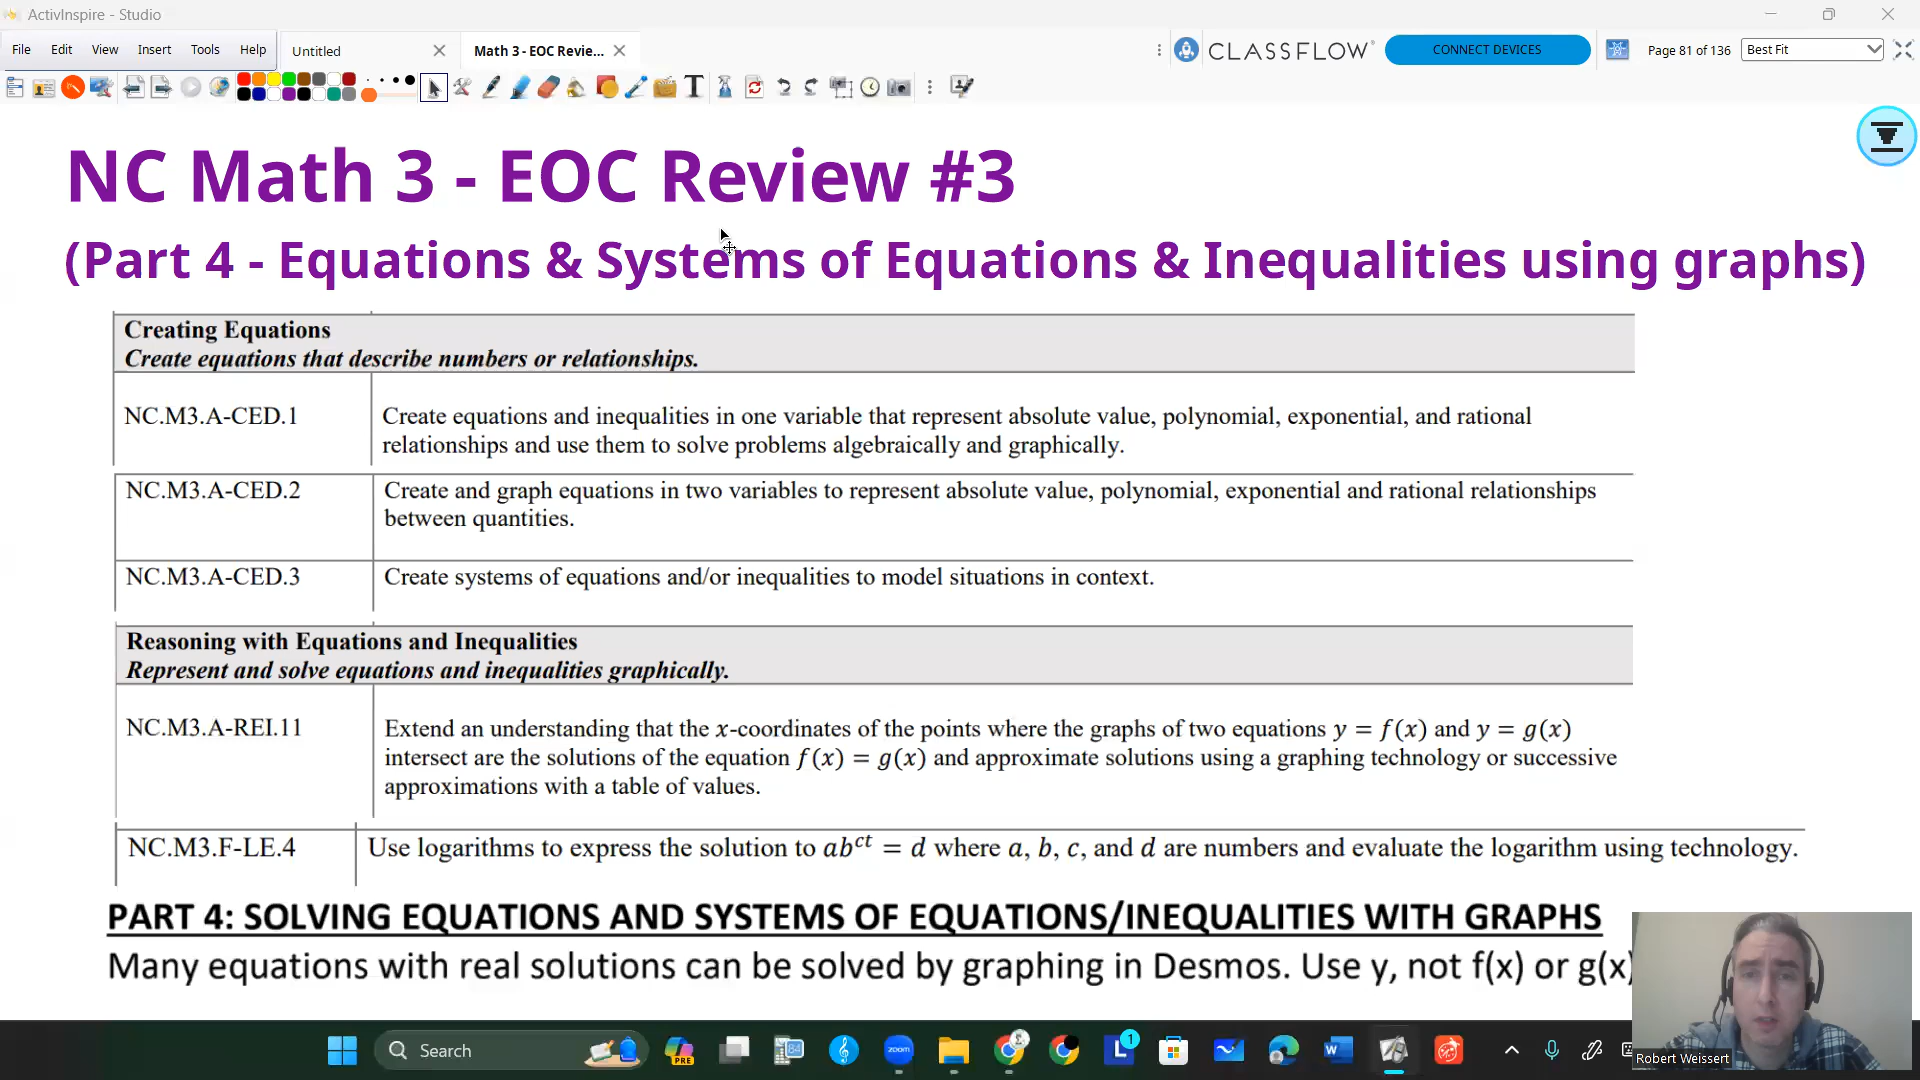 ActivInspire - Studio
File Edit View Insert Tools Help
Untitled
Math 3 - EOC Revie...
CLASSFLOW
CONNECT DEVICES
Page 81 of 136
Best Fit
NC Math 3 - EOC Review #3
(Part 4 - Equations & Systems of Equations & Inequalities using graphs)
Creating Equations
Create equations that describe numbers or relationships.
NC.M3.A-CED.1
Create equations and inequalities in one variable that represent absolute value, polynomial, exponential, and rational
relationships and use them to solve problems algebraically and graphically.
NC.M3.A-CED.2
Create and graph equations in two variables to represent absolute value, polynomial, exponential and rational relationships
between quantities.
NC.M3.A-CED.3
Create systems of equations and/or inequalities to model situations in context.
Reasoning with Equations and Inequalities
Represent and solve equations and inequalities graphically.
NC.M3.A-REI.11
Extend an understanding that the x-coordinates of the points where the graphs of two equations y = f(x) and y = g(x)
intersect are the solutions of the equation f(x) = g(x) and approximate solutions using a graphing technology or successive
approximations with a table of values.
NC.M3.F-LE.4
Use logarithms to express the solution to ab^{ct} = d where a, b, c, and d are numbers and evaluate the logarithm using technology.
PART 4: SOLVING EQUATIONS AND SYSTEMS OF EQUATIONS/INEQUALITIES WITH GRAPHS
Many equations with real solutions can be solved by graphing in Desmos. Use y, not f(x) or g(x)
Search
PRE
84
zoom
L
1
W
Robert Weissert